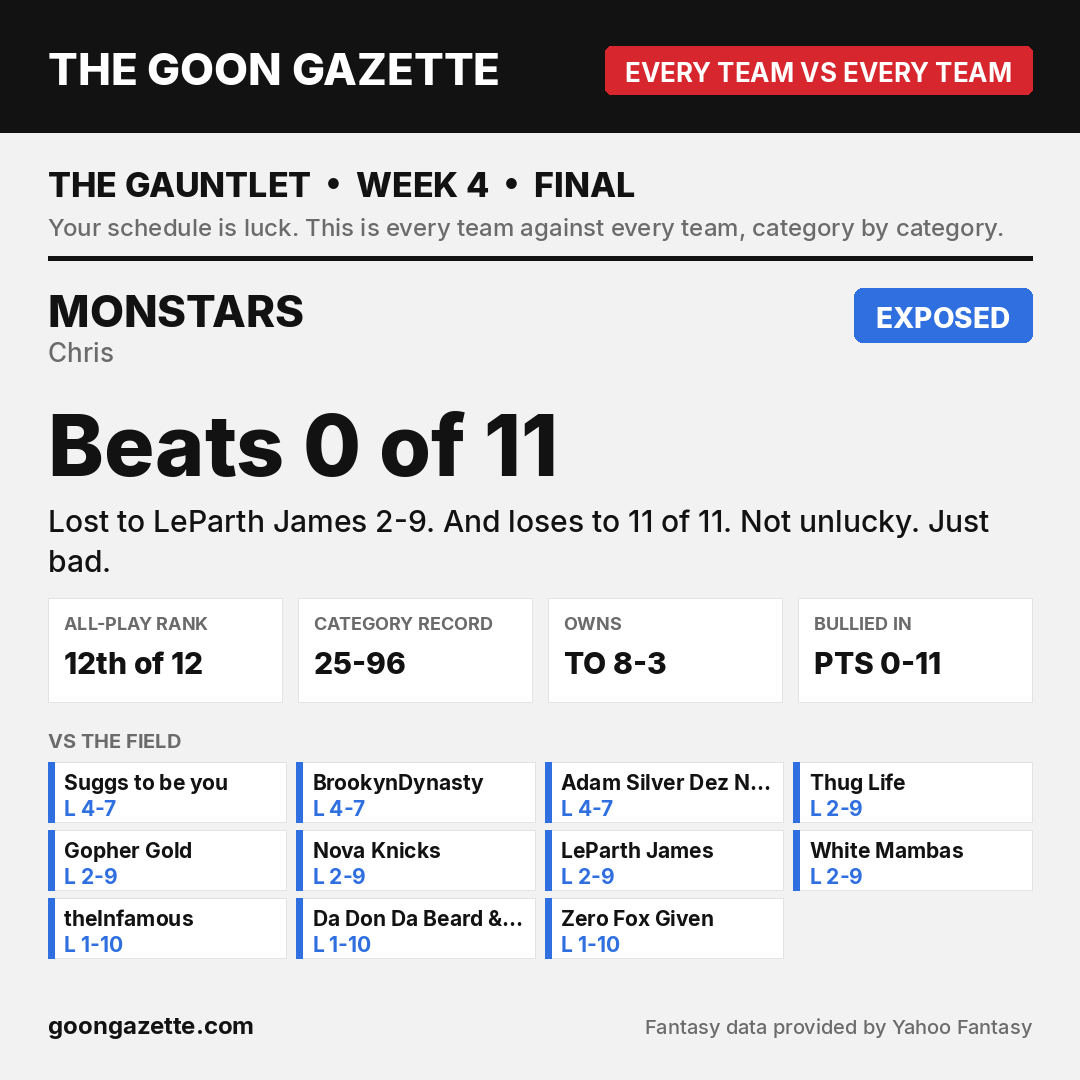 THE GOON GAZETTE
EVERY TEAM VS EVERY TEAM
THE GAUNTLET • WEEK 4 • FINAL
Your schedule is luck. This is every team against every team, category by category.
MONSTARS
EXPOSED
Chris
Beats 0 of 11
Lost to LeParth James 2-9. And loses to 11 of 11. Not unlucky. Just
bad.
ALL-PLAY RANK
12th of 12
CATEGORY RECORD
25-96
OWNS
TO 8-3
BULLIED IN
PTS 0-11
VS THE FIELD
Suggs to be you
L 4-7
BrookynDynasty
L 4-7
Adam Silver Dez N...
L 4-7
Thug Life
L 2-9
Gopher Gold
L 2-9
Nova Knicks
L 2-9
LeParth James
L 2-9
White Mambas
L 2-9
theInfamous
L 1-10
Da Don Da Beard &...
L 1-10
Zero Fox Given
L 1-10
goongazette.com
Fantasy data provided by Yahoo Fantasy